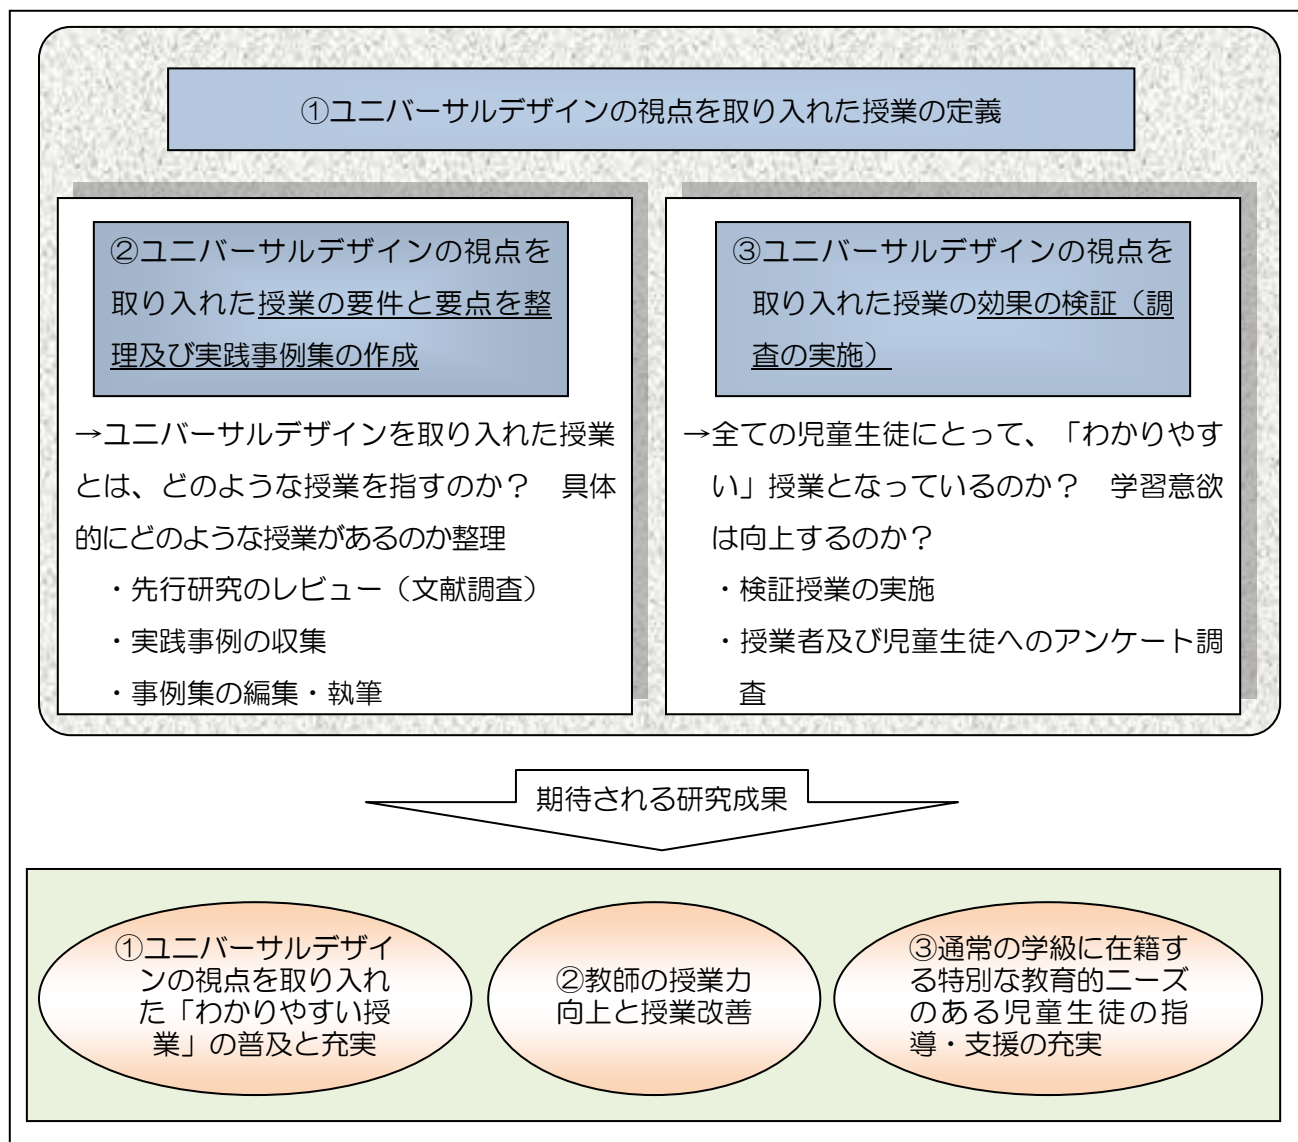 ①ユニバーサルデザインの視点を取り入れた授業の定義
②ユニバーサルデザインの視点を
取り入れた授業の要件と要点を整
理及び実践事例集の作成
→ユニバーサルデザインを取り入れた授業
とは、どのような授業を指すのか？　具体
的にどのような授業があるのか整理
・先行研究のレビュー（文献調査）
・実践事例の収集
・事例集の編集・執筆
③ユニバーサルデザインの視点を
取り入れた授業の効果の検証（調
査の実施）
→全ての児童生徒にとって、「わかりやす
い」授業となっているのか？　学習意欲
は向上するのか？
・検証授業の実施
・授業者及び児童生徒へのアンケート調
査
期待される研究成果
①ユニバーサルデザイ
ンの視点を取り入れ
た「わかりやすい授
業」の普及と充実
②教師の授業力
向上と授業改善
③通常の学級に在籍す
る特別な教育的ニーズ
のある児童生徒の指
導・支援の充実